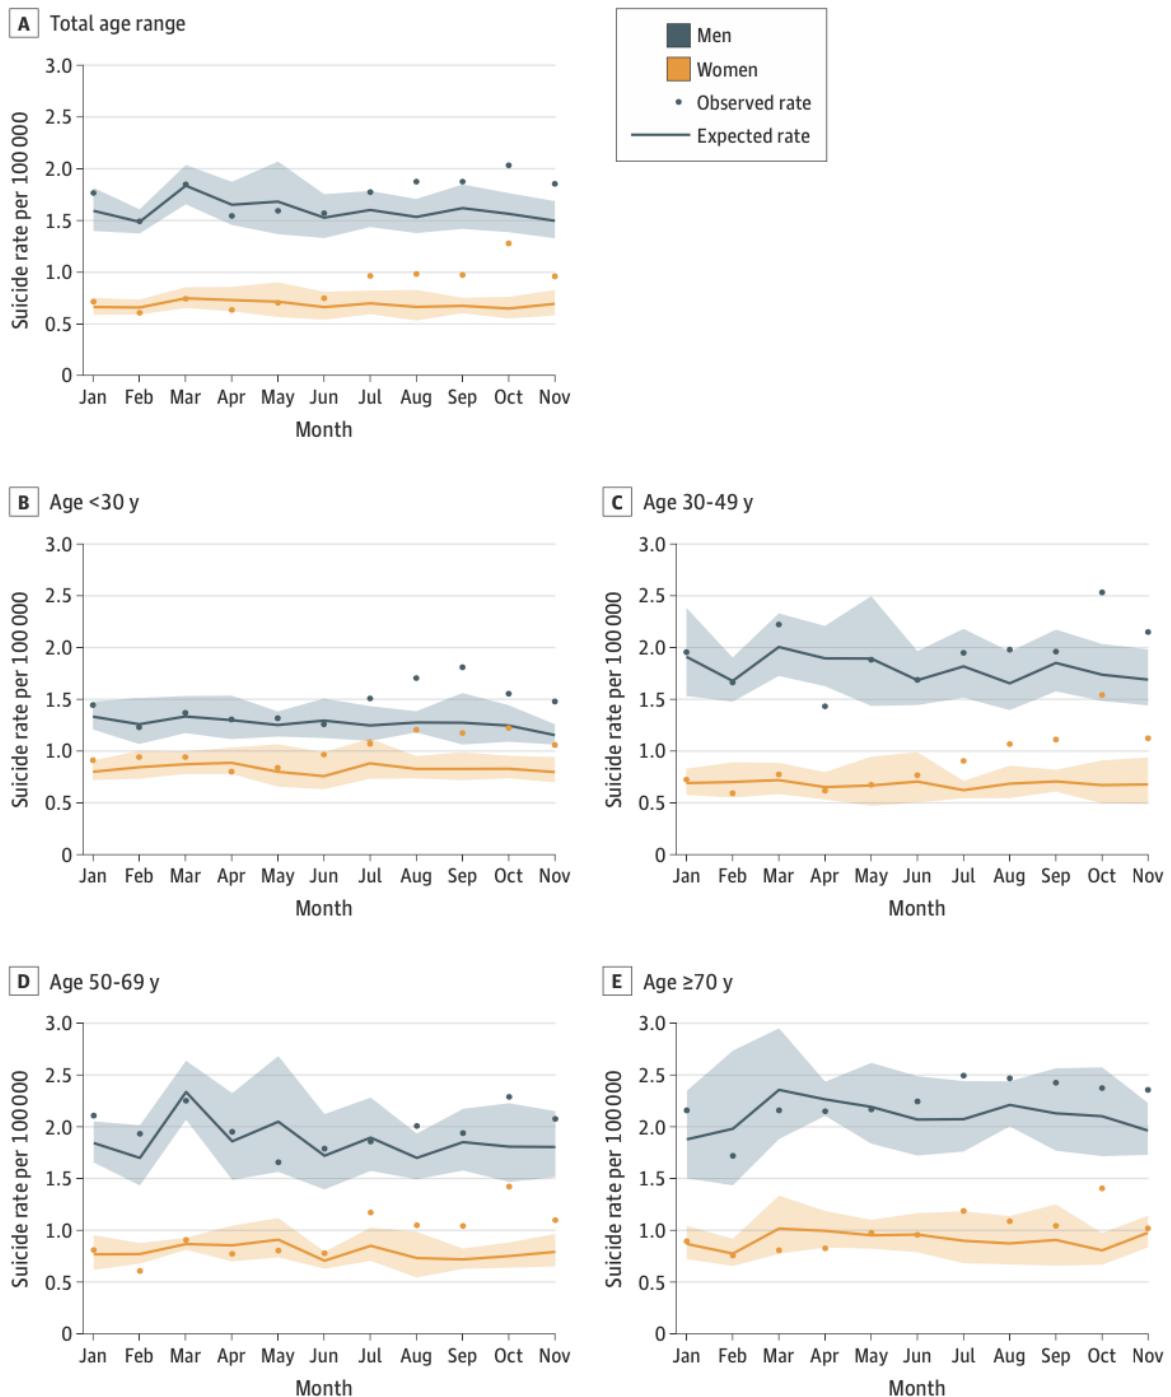 A Total age range
Men
Women
Observed rate
Expected rate
Suicide rate per 100 000
3.0
2.5
2.0
1.5
1.0
0.5
0
Jan Feb Mar Apr May Jun Jul Aug Sep Oct Nov
Month
B Age <30 y
Suicide rate per 100 000
3.0
2.5
2.0
1.5
1.0
0.5
0
Jan Feb Mar Apr May Jun Jul Aug Sep Oct Nov
Month
C Age 30-49 y
Suicide rate per 100 000
3.0
2.5
2.0
1.5
1.0
0.5
0
Jan Feb Mar Apr May Jun Jul Aug Sep Oct Nov
Month
D Age 50-69 y
Suicide rate per 100 000
3.0
2.5
2.0
1.5
1.0
0.5
0
Jan Feb Mar Apr May Jun Jul Aug Sep Oct Nov
Month
E Age ≥70 y
Suicide rate per 100 000
3.0
2.5
2.0
1.5
1.0
0.5
0
Jan Feb Mar Apr May Jun Jul Aug Sep Oct Nov
Month